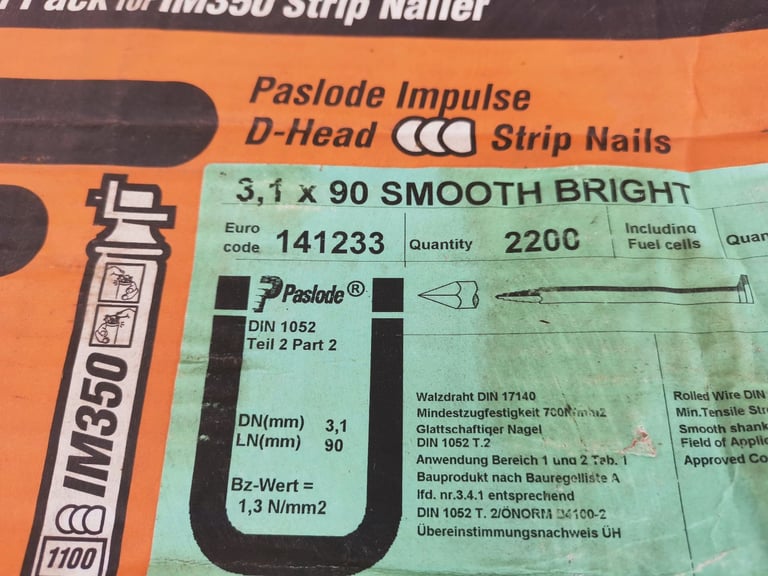 Pack for IM350 Strip Nailer
Paslode Impulse
D-Head Strip Nails
3,1 x 90 SMOOTH BRIGHT
Euro code 141233
Quantity 2200
Including Fuel cells
Paslode®
DIN 1052
Teil 2 Part 2
DN(mm) 3,1
LN(mm) 90
Bz-Wert =
1,3 N/mm2
Walzdraht DIN 17140
Mindestzugfestigkeit 700N/mm2
Glattschaftiger Nagel
DIN 1052 T.2
Anwendung Bereich 1 und 2 Tab. 1
Bauprodukt nach Bauregelliste A
lfd. nr.3.4.1 entsprechend
DIN 1052 T. 2/ÖNORM B4100-2
Übereinstimmungsnachweis ÜH
Rolled Wire DIN
Min.Tensile
Smooth shank
Field of
Approved
IM350
1100